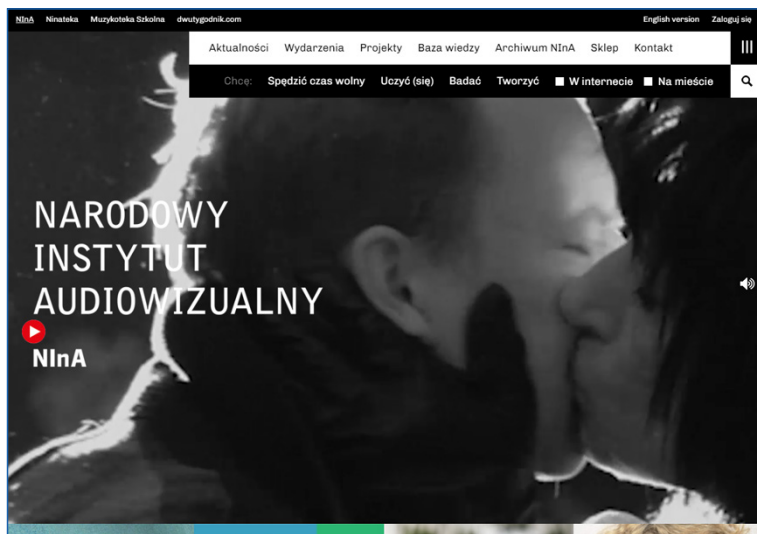 NInA Ninateka Muzykoteka Szkolna dwutygodnik.com English version Zaloguj się
Aktualności Wydarzenia Projekty Baza wiedzy Archiwum NInA Sklep Kontakt
Chcę: Spędzić czas wolny Uczyć (się) Badać Tworzyć W internecie Na mieście
NARODOWY
INSTYTUT
AUDIOWIZUALNY
NInA